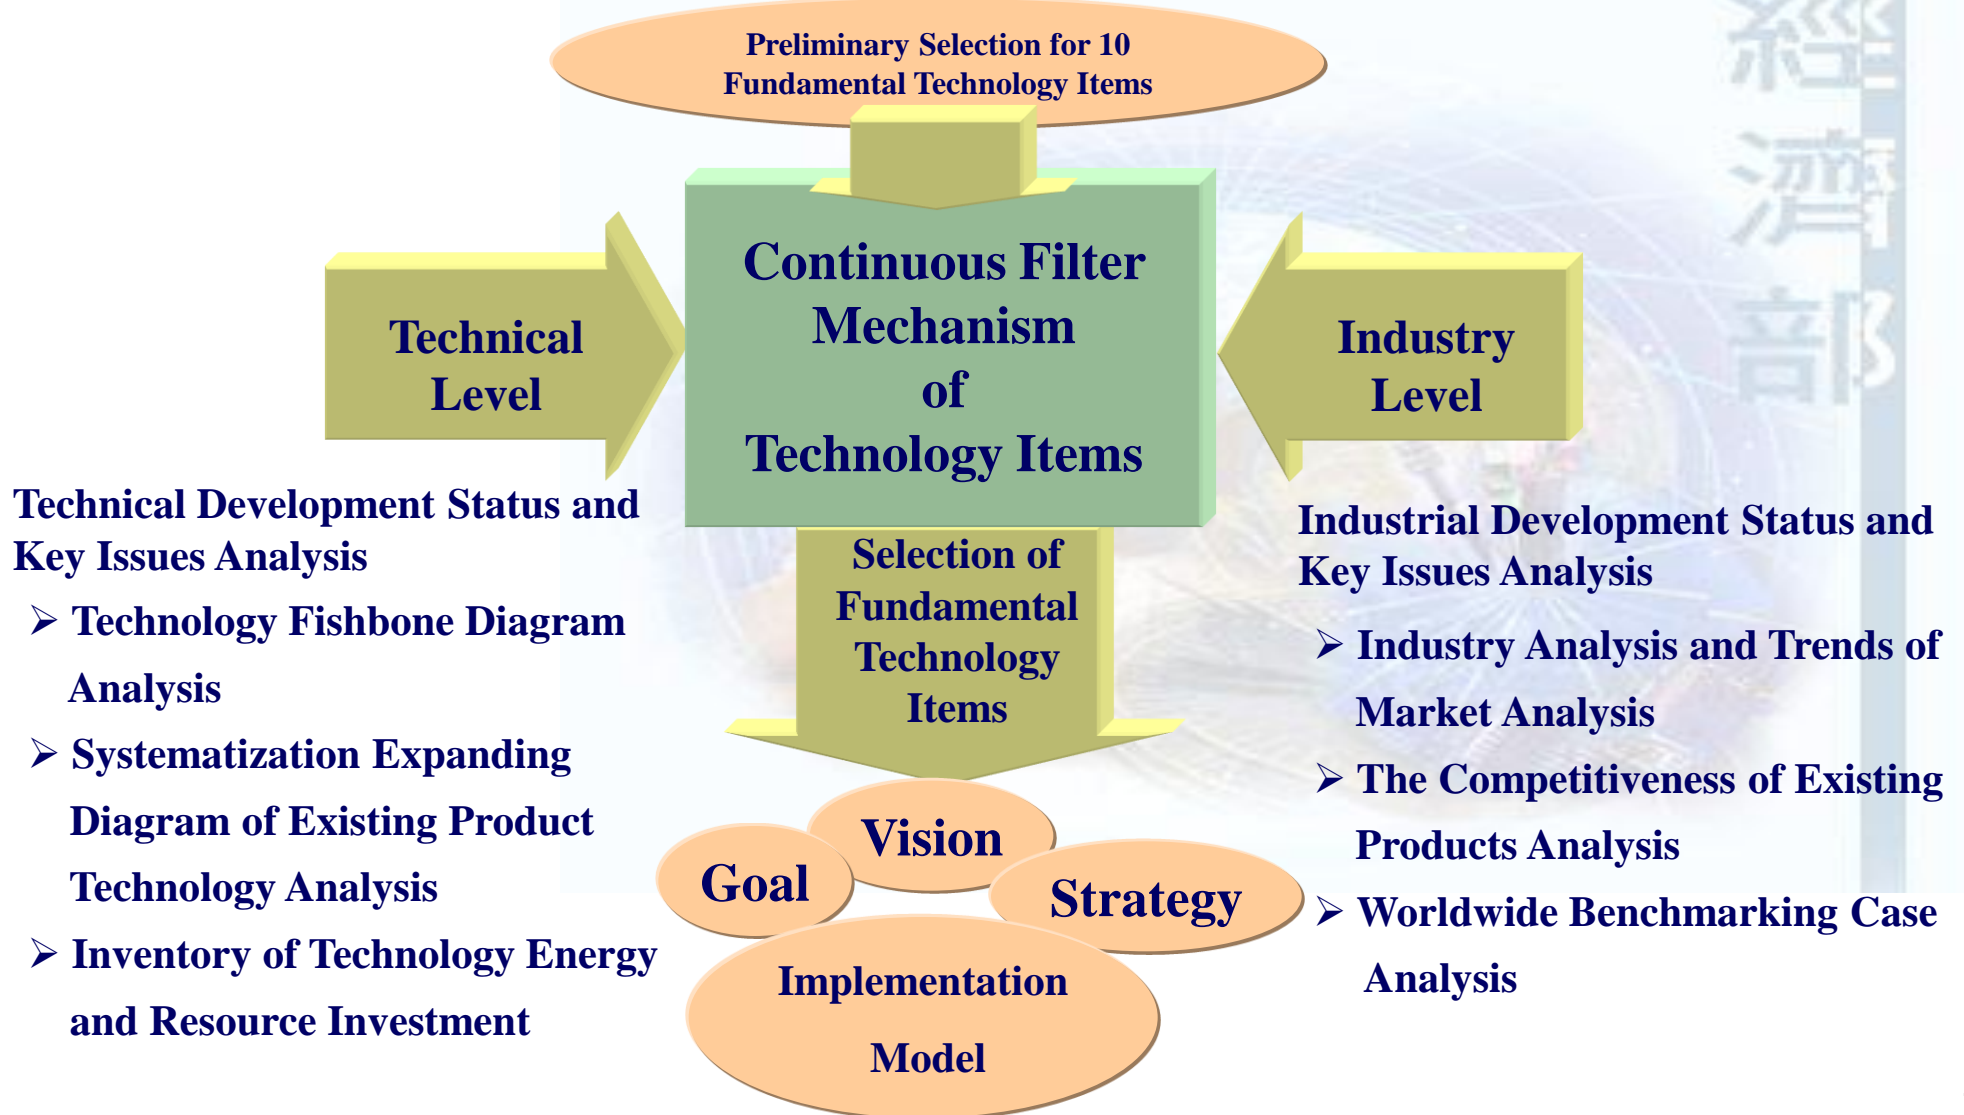 Preliminary Selection for 10
Fundamental Technology Items
經
濟
部
Continuous Filter
Mechanism
of
Technology Items
Technical
Level
Industry
Level
Technical Development Status and
Key Issues Analysis
➢ Technology Fishbone Diagram
Analysis
➢ Systematization Expanding
Diagram of Existing Product
Technology Analysis
➢ Inventory of Technology Energy
and Resource Investment
Selection of
Fundamental
Technology
Items
Industrial Development Status and
Key Issues Analysis
➢ Industry Analysis and Trends of
Market Analysis
➢ The Competitiveness of Existing
Products Analysis
➢ Worldwide Benchmarking Case
Analysis
Vision
Goal
Strategy
Implementation
Model